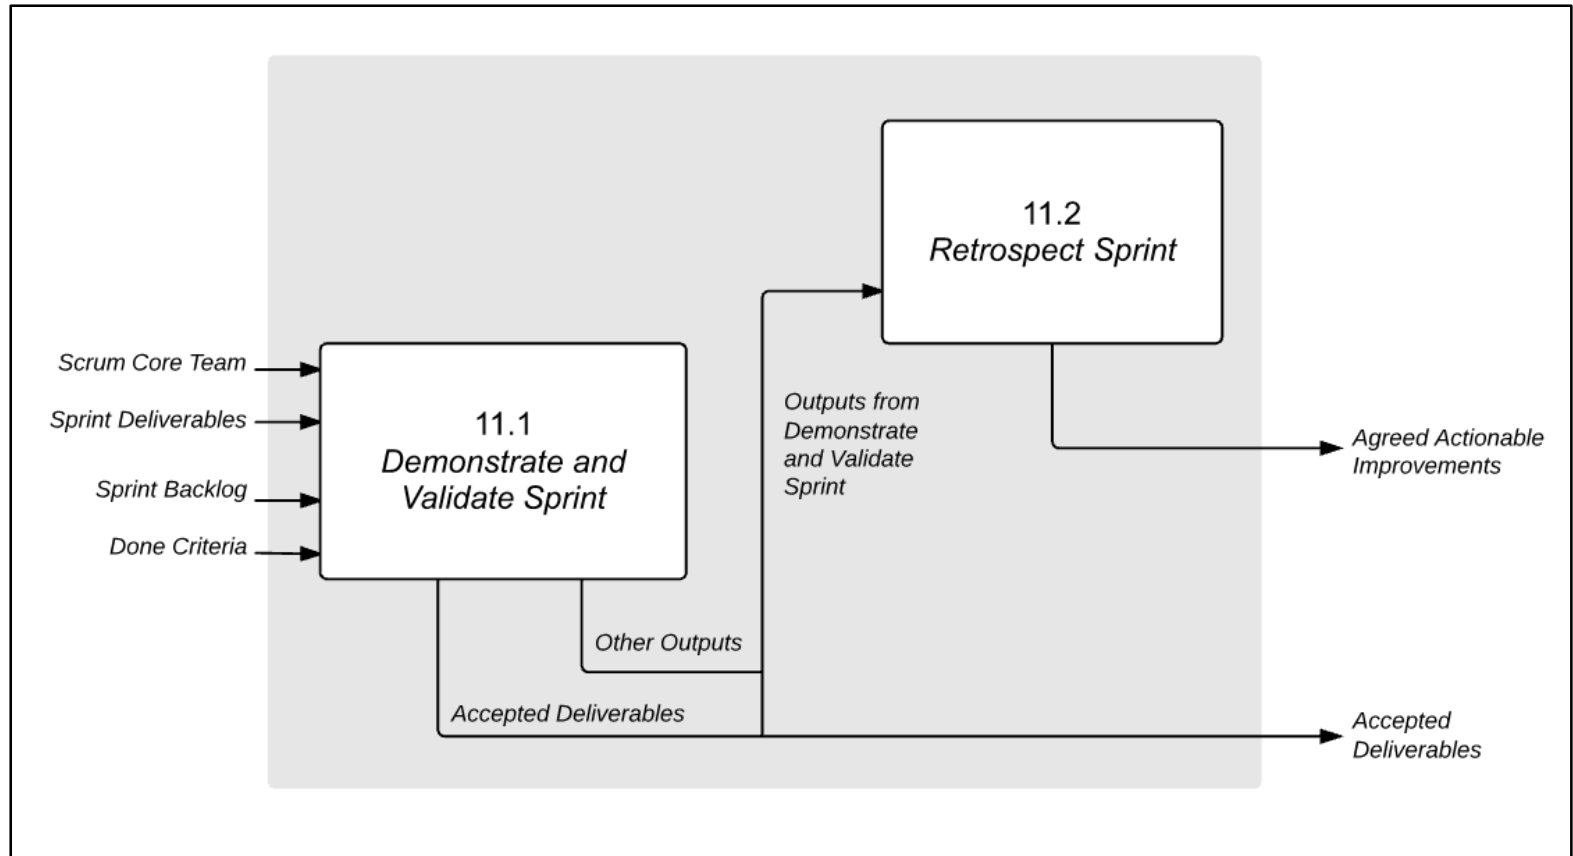 11.2
Retrospect Sprint
Scrum Core Team
Sprint Deliverables
Sprint Backlog
Done Criteria
11.1
Demonstrate and
Validate Sprint
Outputs from
Demonstrate
and Validate
Sprint
Agreed Actionable
Improvements
Other Outputs
Accepted Deliverables
Accepted
Deliverables